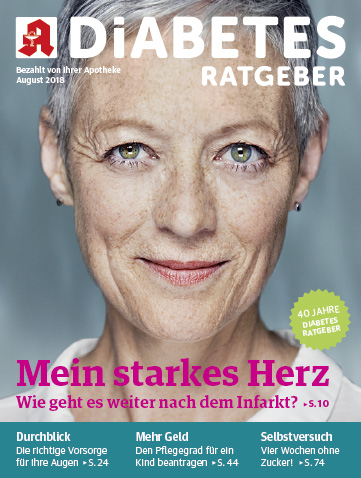 DiABETES
RATGEBER
Bezahlt von Ihrer Apotheke
August 2018
40 JAHRE
DIABETES
RATGEBER
Mein starkes Herz
Wie geht es weiter nach dem Infarkt? ▸S.10
Durchblick
Die richtige Vorsorge
für Ihre Augen ▸S.24
Mehr Geld
Den Pflegegrad für ein
Kind beantragen ▸S.44
Selbstversuch
Vier Wochen ohne
Zucker! ▸S.74